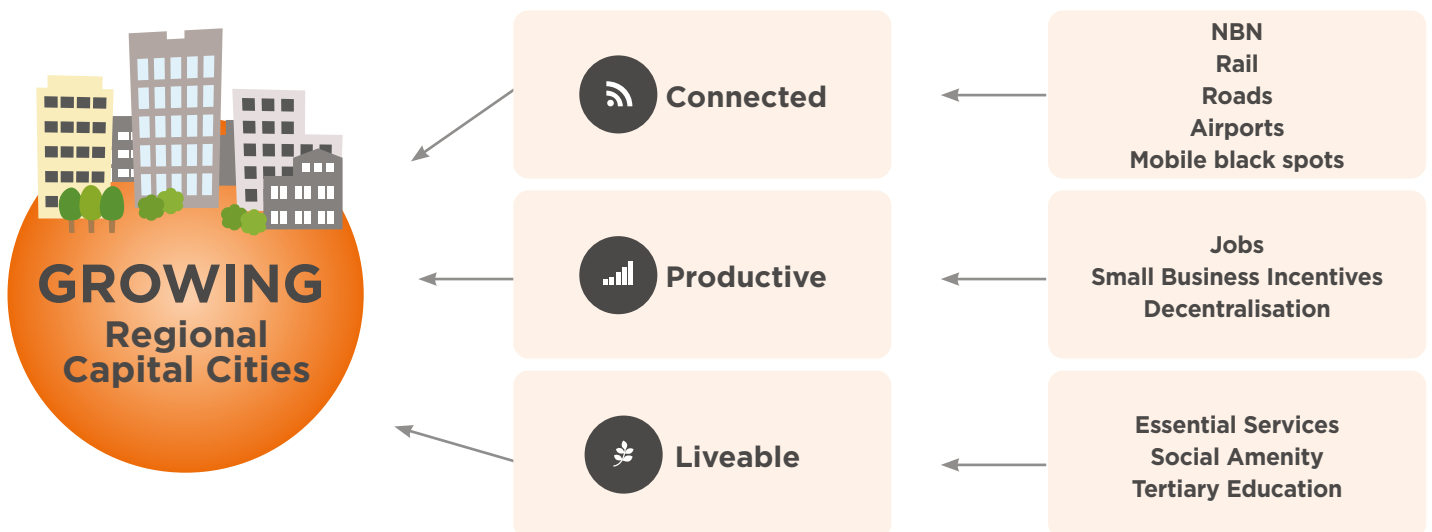 GROWING
Regional
Capital Cities
Connected
NBN
Rail
Roads
Airports
Mobile black spots
Productive
Jobs
Small Business Incentives
Decentralisation
Liveable
Essential Services
Social Amenity
Tertiary Education